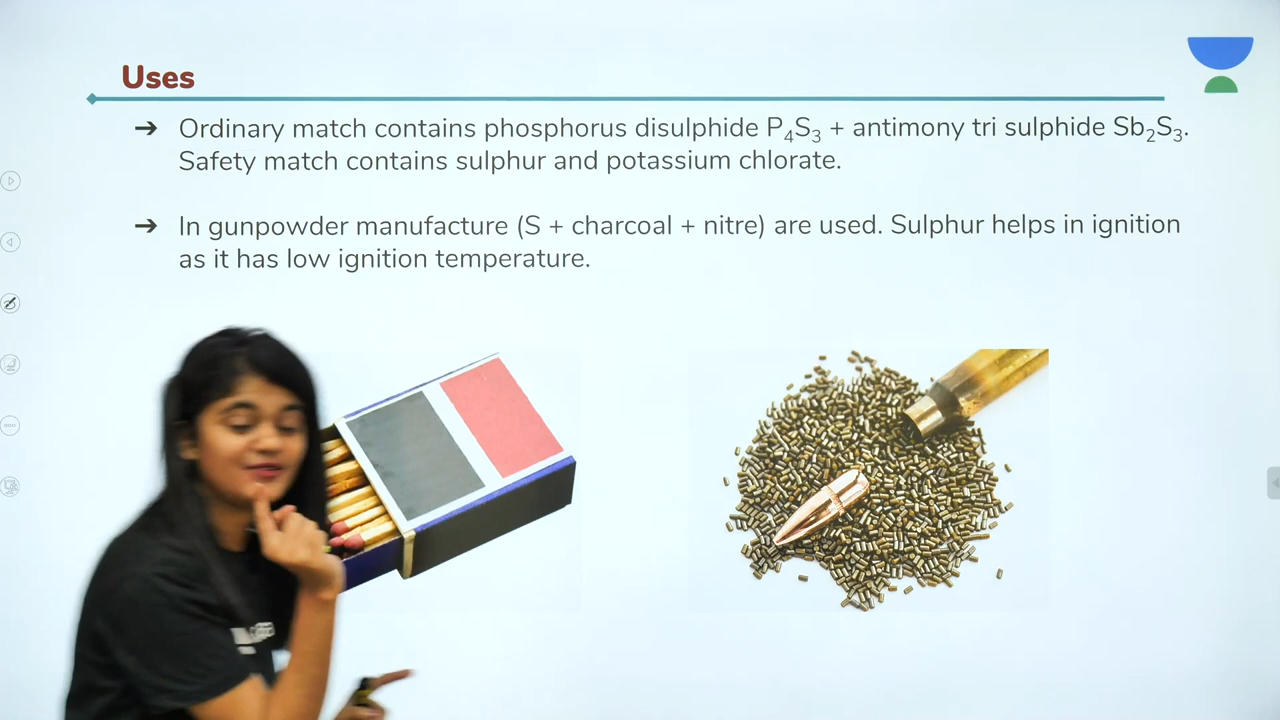 Uses
➔ Ordinary match contains phosphorus disulphide P₄S₃ + antimony tri sulphide Sb₂S₃.
Safety match contains sulphur and potassium chlorate.
➔ In gunpowder manufacture (S + charcoal + nitre) are used. Sulphur helps in ignition
as it has low ignition temperature.